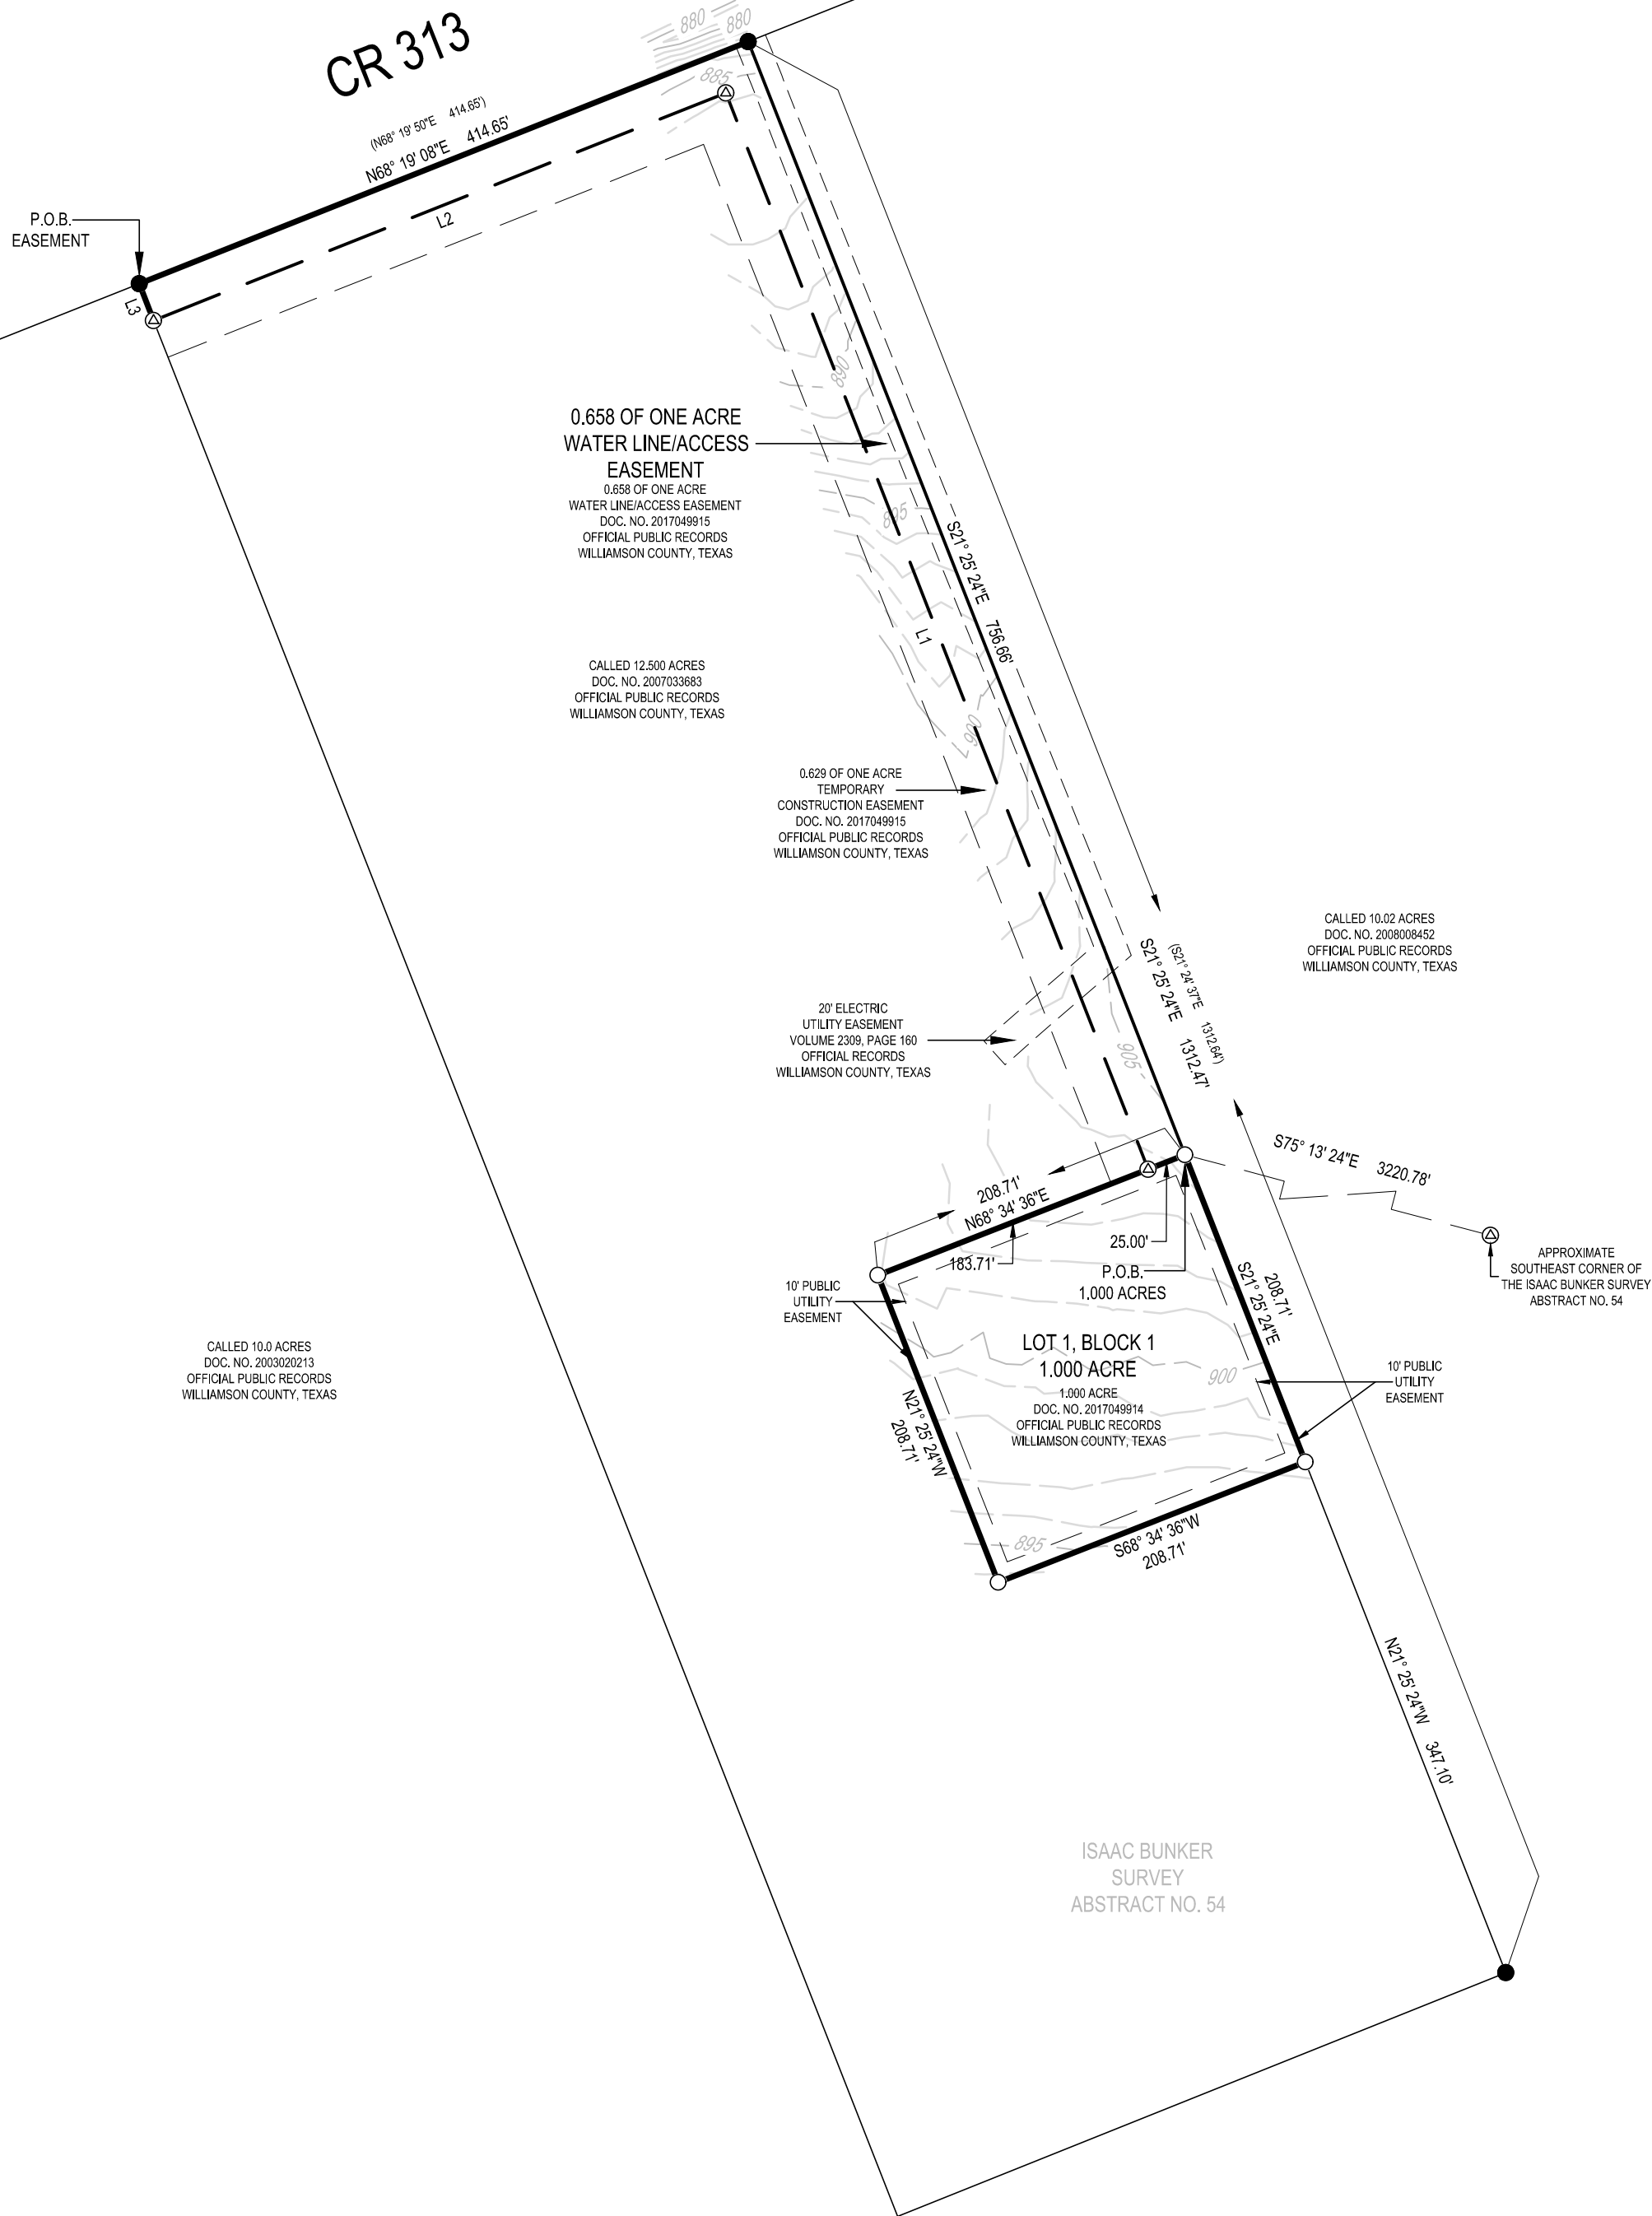 880
880
885
CR 313
(N68° 19' 50"E 414.65')
N68° 19' 08"E 414.65'
P.O.B.
EASEMENT
L2
L3
890
0.658 OF ONE ACRE
WATER LINE/ACCESS
EASEMENT
0.658 OF ONE ACRE
WATER LINE/ACCESS EASEMENT
DOC. NO. 2017049915
OFFICIAL PUBLIC RECORDS
WILLIAMSON COUNTY, TEXAS
895
S21° 25' 24"E 756.66'
L1
CALLED 12.500 ACRES
DOC. NO. 2007033683
OFFICIAL PUBLIC RECORDS
WILLIAMSON COUNTY, TEXAS
900
0.629 OF ONE ACRE
TEMPORARY
CONSTRUCTION EASEMENT
DOC. NO. 2017049915
OFFICIAL PUBLIC RECORDS
WILLIAMSON COUNTY, TEXAS
CALLED 10.02 ACRES
DOC. NO. 2008008452
OFFICIAL PUBLIC RECORDS
WILLIAMSON COUNTY, TEXAS
(S21° 24' 37"E 1312.64')
S21° 25' 24"E 1312.47'
20' ELECTRIC
UTILITY EASEMENT
VOLUME 2309, PAGE 160
OFFICIAL RECORDS
WILLIAMSON COUNTY, TEXAS
905
S75° 13' 24"E 3220.78'
208.71'
N68° 34' 36"E
25.00'
183.71'
P.O.B.
1.000 ACRES
APPROXIMATE
SOUTHEAST CORNER OF
THE ISAAC BUNKER SURVEY
ABSTRACT NO. 54
10' PUBLIC
UTILITY
EASEMENT
208.71'
S21° 25' 24"E
LOT 1, BLOCK 1
1.000 ACRE
1.000 ACRE
DOC. NO. 2017049914
OFFICIAL PUBLIC RECORDS
WILLIAMSON COUNTY, TEXAS
900
10' PUBLIC
UTILITY
EASEMENT
CALLED 10.0 ACRES
DOC. NO. 2003020213
OFFICIAL PUBLIC RECORDS
WILLIAMSON COUNTY, TEXAS
N21° 25' 24"W
208.71'
895
S68° 34' 36"W
208.71'
N21° 25' 24"W 347.10'
ISAAC BUNKER
SURVEY
ABSTRACT NO. 54